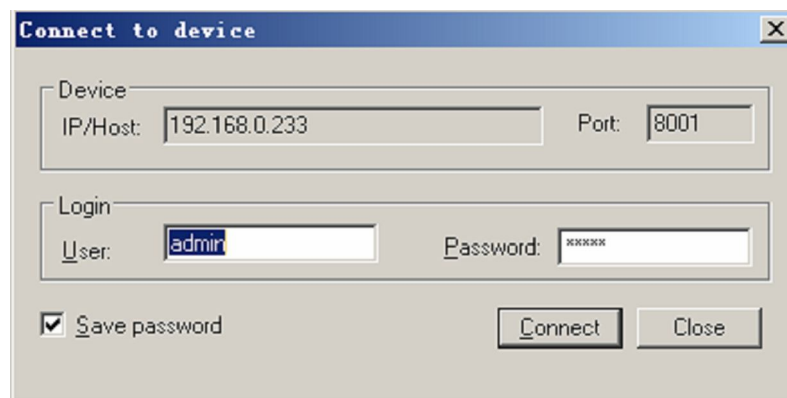 Connect to device
Device
IP/Host: 192.168.0.233 Port: 8001
Login
User: admin Password: *****
Save password Connect Close